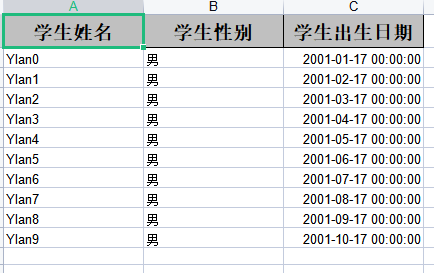 A B C
学生姓名 学生性别 学生出生日期
Ylan0 男 2001-01-17 00:00:00
Ylan1 男 2001-02-17 00:00:00
Ylan2 男 2001-03-17 00:00:00
Ylan3 男 2001-04-17 00:00:00
Ylan4 男 2001-05-17 00:00:00
Ylan5 男 2001-06-17 00:00:00
Ylan6 男 2001-07-17 00:00:00
Ylan7 男 2001-08-17 00:00:00
Ylan8 男 2001-09-17 00:00:00
Ylan9 男 2001-10-17 00:00:00